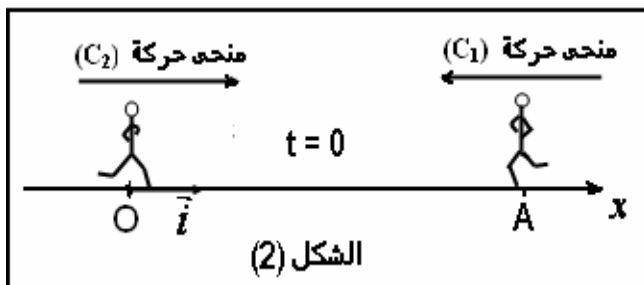 منحى حركة (C₂) منحى حركة (C₁)
t = 0
O i A x
الشكل (2)